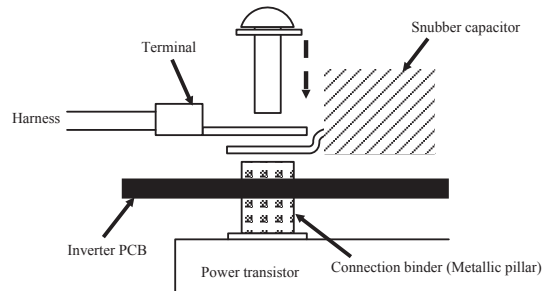 Snubber capacitor
Terminal
Harness
Inverter PCB
Power transistor
Connection binder (Metallic pillar)